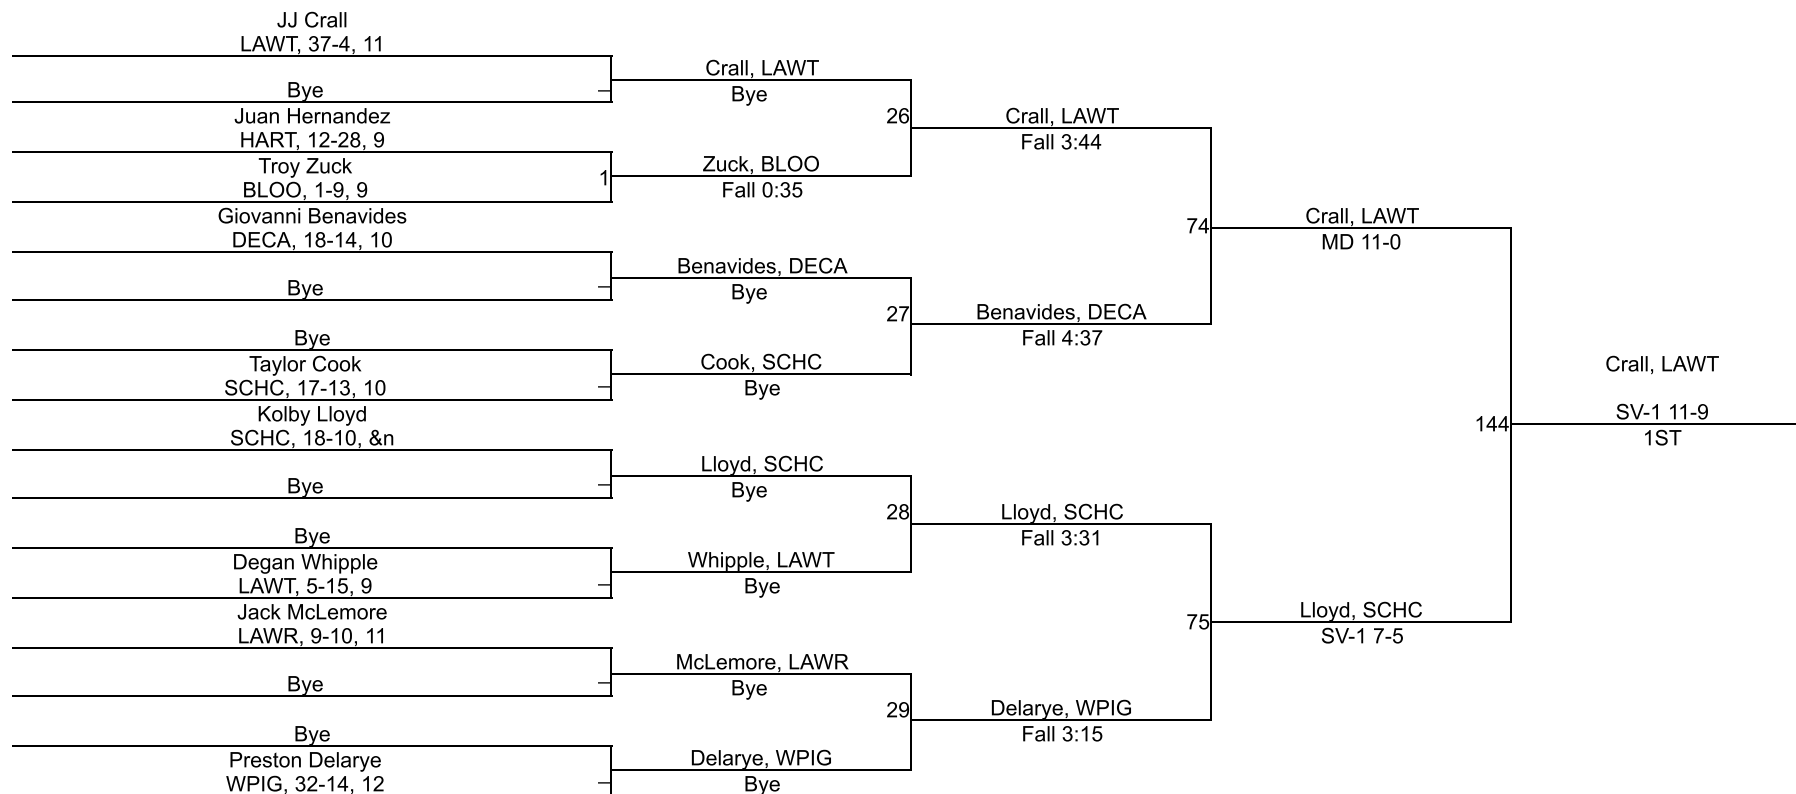 JJ Crall
LAWT, 37-4, 11
Bye
Juan Hernandez
HART, 12-28, 9
Troy Zuck
BLOO, 1-9, 9
1
Giovanni Benavides
DECA, 18-14, 10
Bye
Bye
Taylor Cook
SCHC, 17-13, 10
Kolby Lloyd
SCHC, 18-10, &n
Bye
Bye
Degan Whipple
LAWT, 5-15, 9
Jack McLemore
LAWR, 9-10, 11
Bye
Bye
Preston Delarye
WPIG, 32-14, 12
Crall, LAWT
Bye
26
Zuck, BLOO
Fall 0:35
Benavides, DECA
Bye
27
Cook, SCHC
Bye
Lloyd, SCHC
Bye
28
Whipple, LAWT
Bye
McLemore, LAWR
Bye
29
Delarye, WPIG
Bye
Crall, LAWT
Fall 3:44
74
Benavides, DECA
Fall 4:37
Lloyd, SCHC
Fall 3:31
75
Delarye, WPIG
Fall 3:15
Crall, LAWT
MD 11-0
144
Lloyd, SCHC
SV-1 7-5
Crall, LAWT
SV-1 11-9
1ST